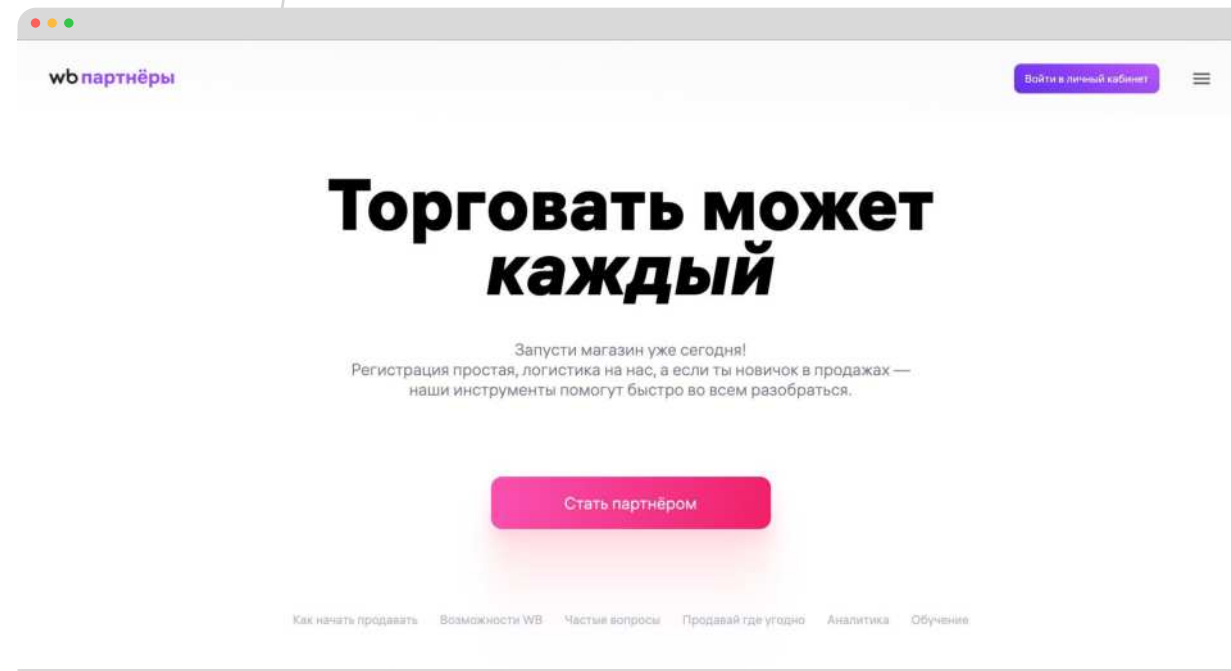 wb партнёры
Войти в личный кабинет
Торговать может
каждый
Запусти магазин уже сегодня!
Регистрация простая, логистика на нас, а если ты новичок в продажах —
наши инструменты помогут быстро во всем разобраться.
Стать партнёром
Как начать продавать Возможности WB Частые вопросы Продавай где угодно Аналитика Обучение